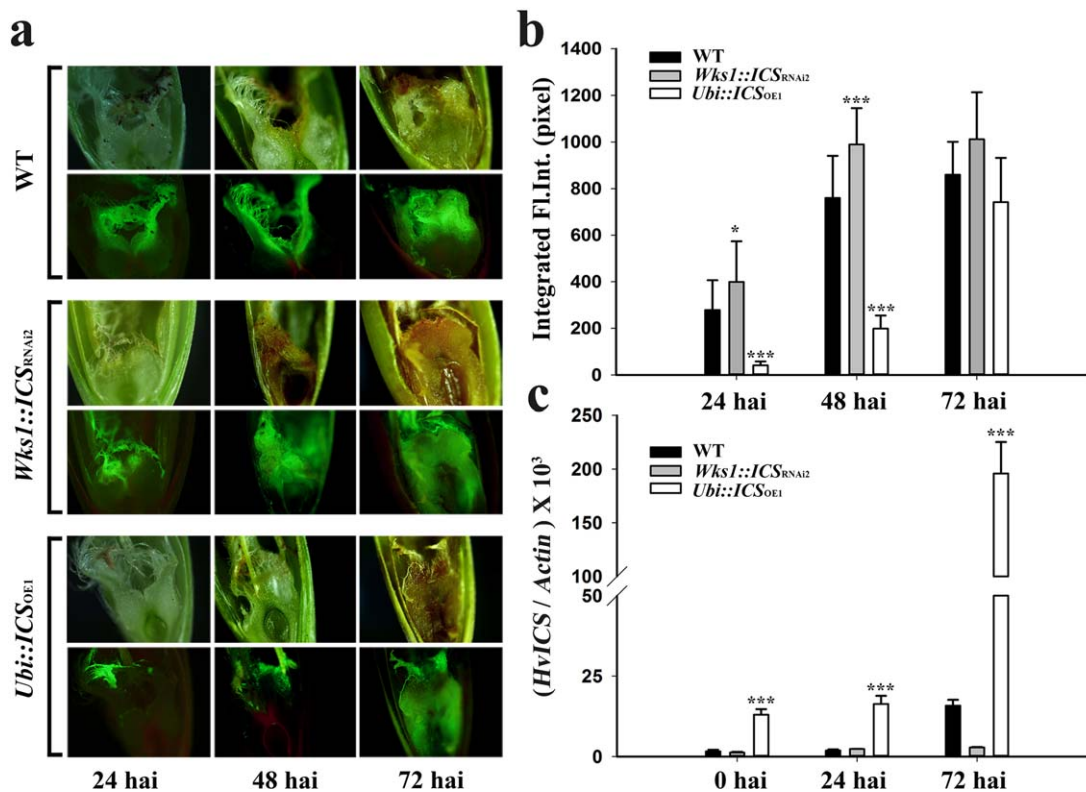 a
WT
Wks1::ICSRNAi2
Ubi::ICSOE1
24 hai 48 hai 72 hai
b
Integrated Fl.Int. (pixel)
1400
1200
1000
800
600
400
200
0
WT
Wks1::ICSRNAi2
Ubi::ICSOE1
* *** *** ***
24 hai 48 hai 72 hai
c
(HvICS / Actin ) X 10³
250
200
150
100
50
25
0
WT
Wks1::ICSRNAi2
Ubi::ICSOE1
*** *** ***
0 hai 24 hai 72 hai